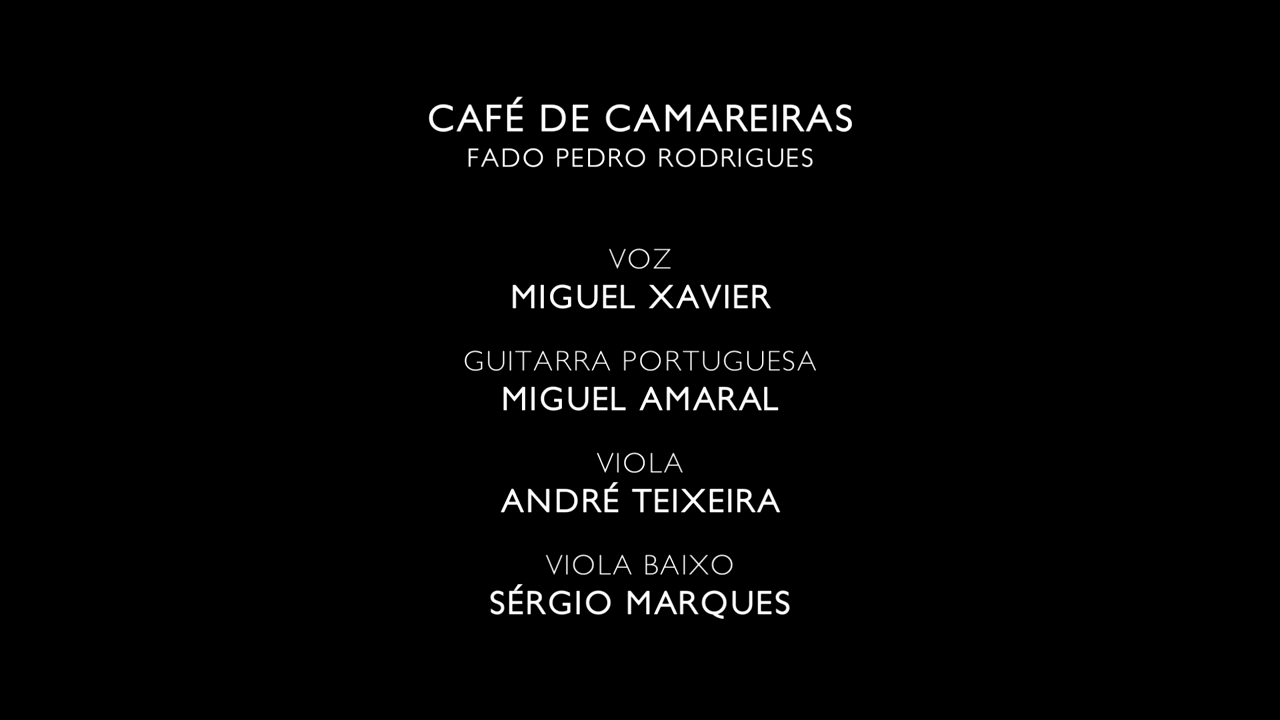 CAFÉ DE CAMAREIRAS
FADO PEDRO RODRIGUES
VOZ
MIGUEL XAVIER
GUITARRA PORTUGUESA
MIGUEL AMARAL
VIOLA
ANDRÉ TEIXEIRA
VIOLA BAIXO
SÉRGIO MARQUES